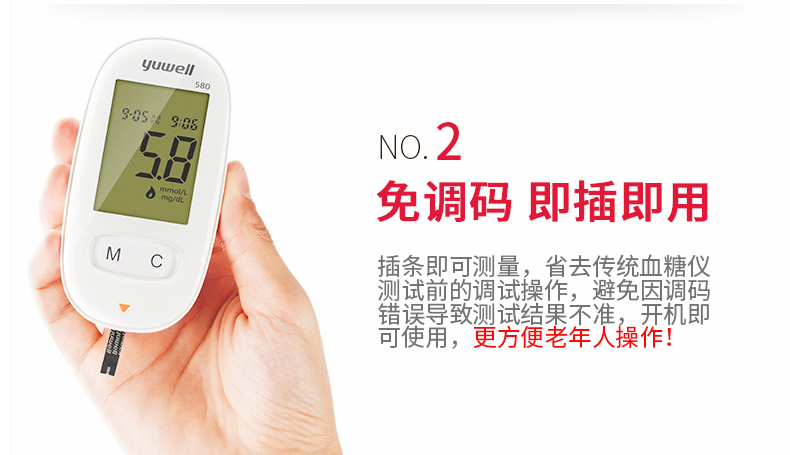 yuwell
580
9-05 9:06
5.8
mmol/L
mg/dL
M C
NO. 2
免调码 即插即用
插条即可测量，省去传统血糖仪
测试前的调试操作，避免因调码
错误导致测试结果不准，开机即
可使用，更方便老年人操作！